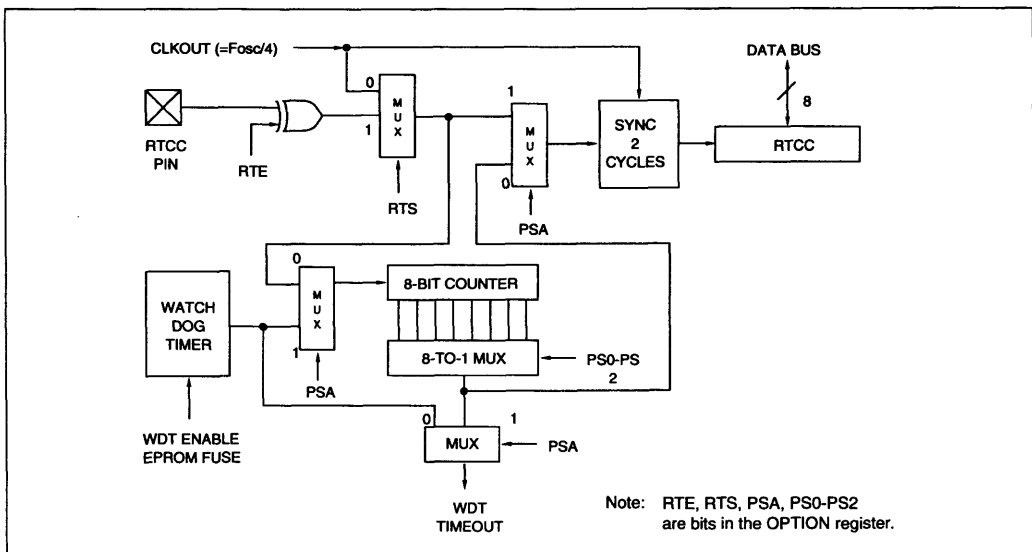 CLKOUT (=Fosc/4)
DATA BUS
8
RTCC
PIN
RTE
0
1
MUX
RTS
1
0
MUX
PSA
SYNC
2
CYCLES
RTCC
WATCH
DOG
TIMER
WDT ENABLE
EPROM FUSE
0
1
MUX
PSA
8-BIT COUNTER
8-TO-1 MUX
PS0-PS
2
0
1
MUX
PSA
WDT
TIMEOUT
Note: RTE, RTS, PSA, PS0-PS2
are bits in the OPTION register.